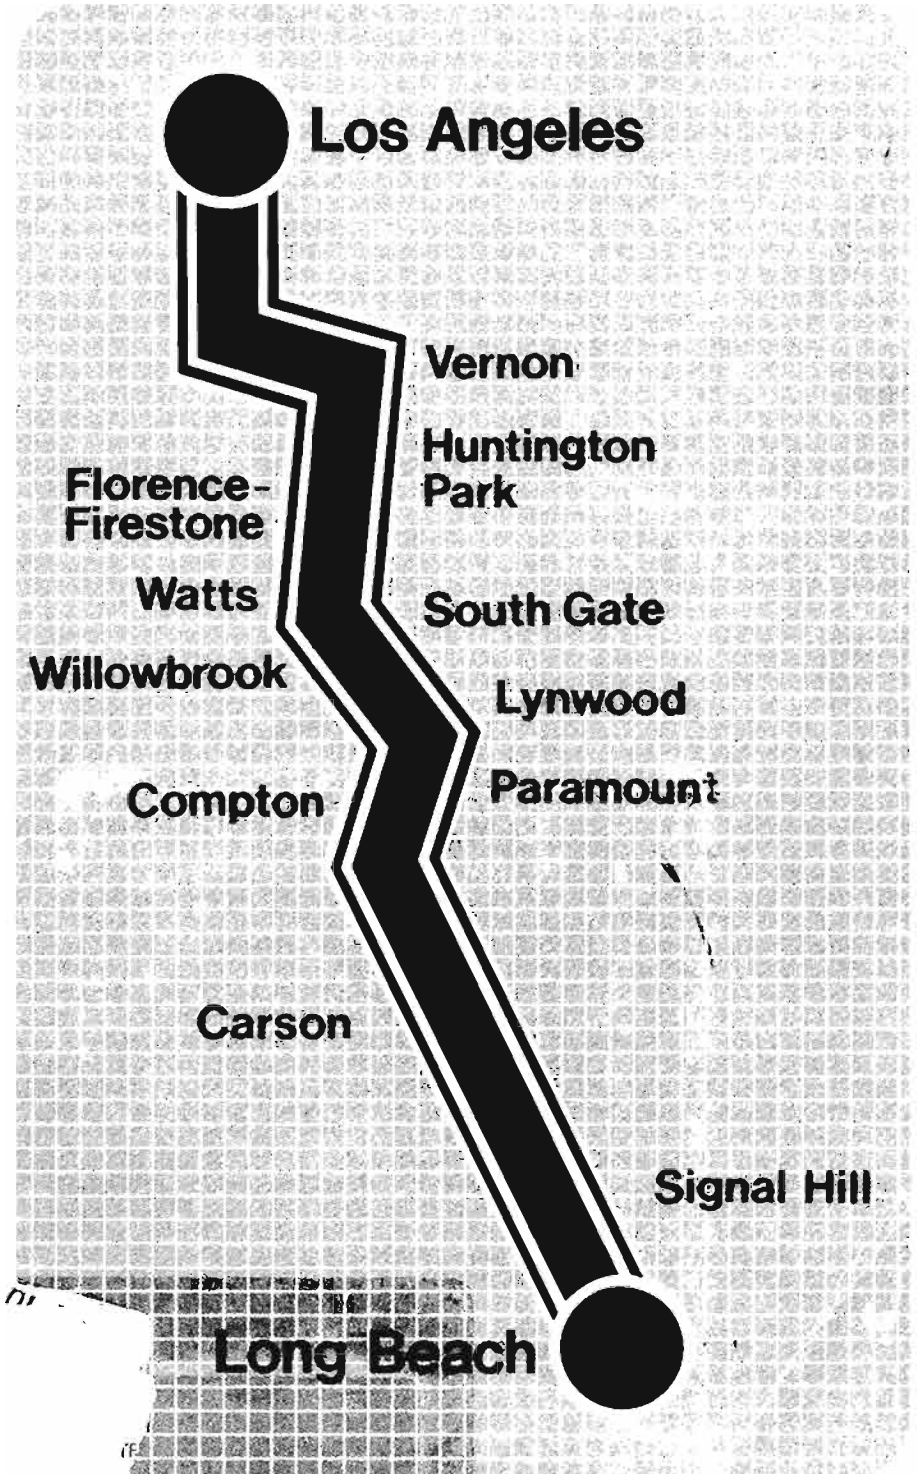 Los Angeles
Vernon
Huntington
Park
Florence-
Firestone
Watts
South Gate
Willowbrook
Lynwood
Paramount
Compton
Carson
Signal Hill
Long Beach